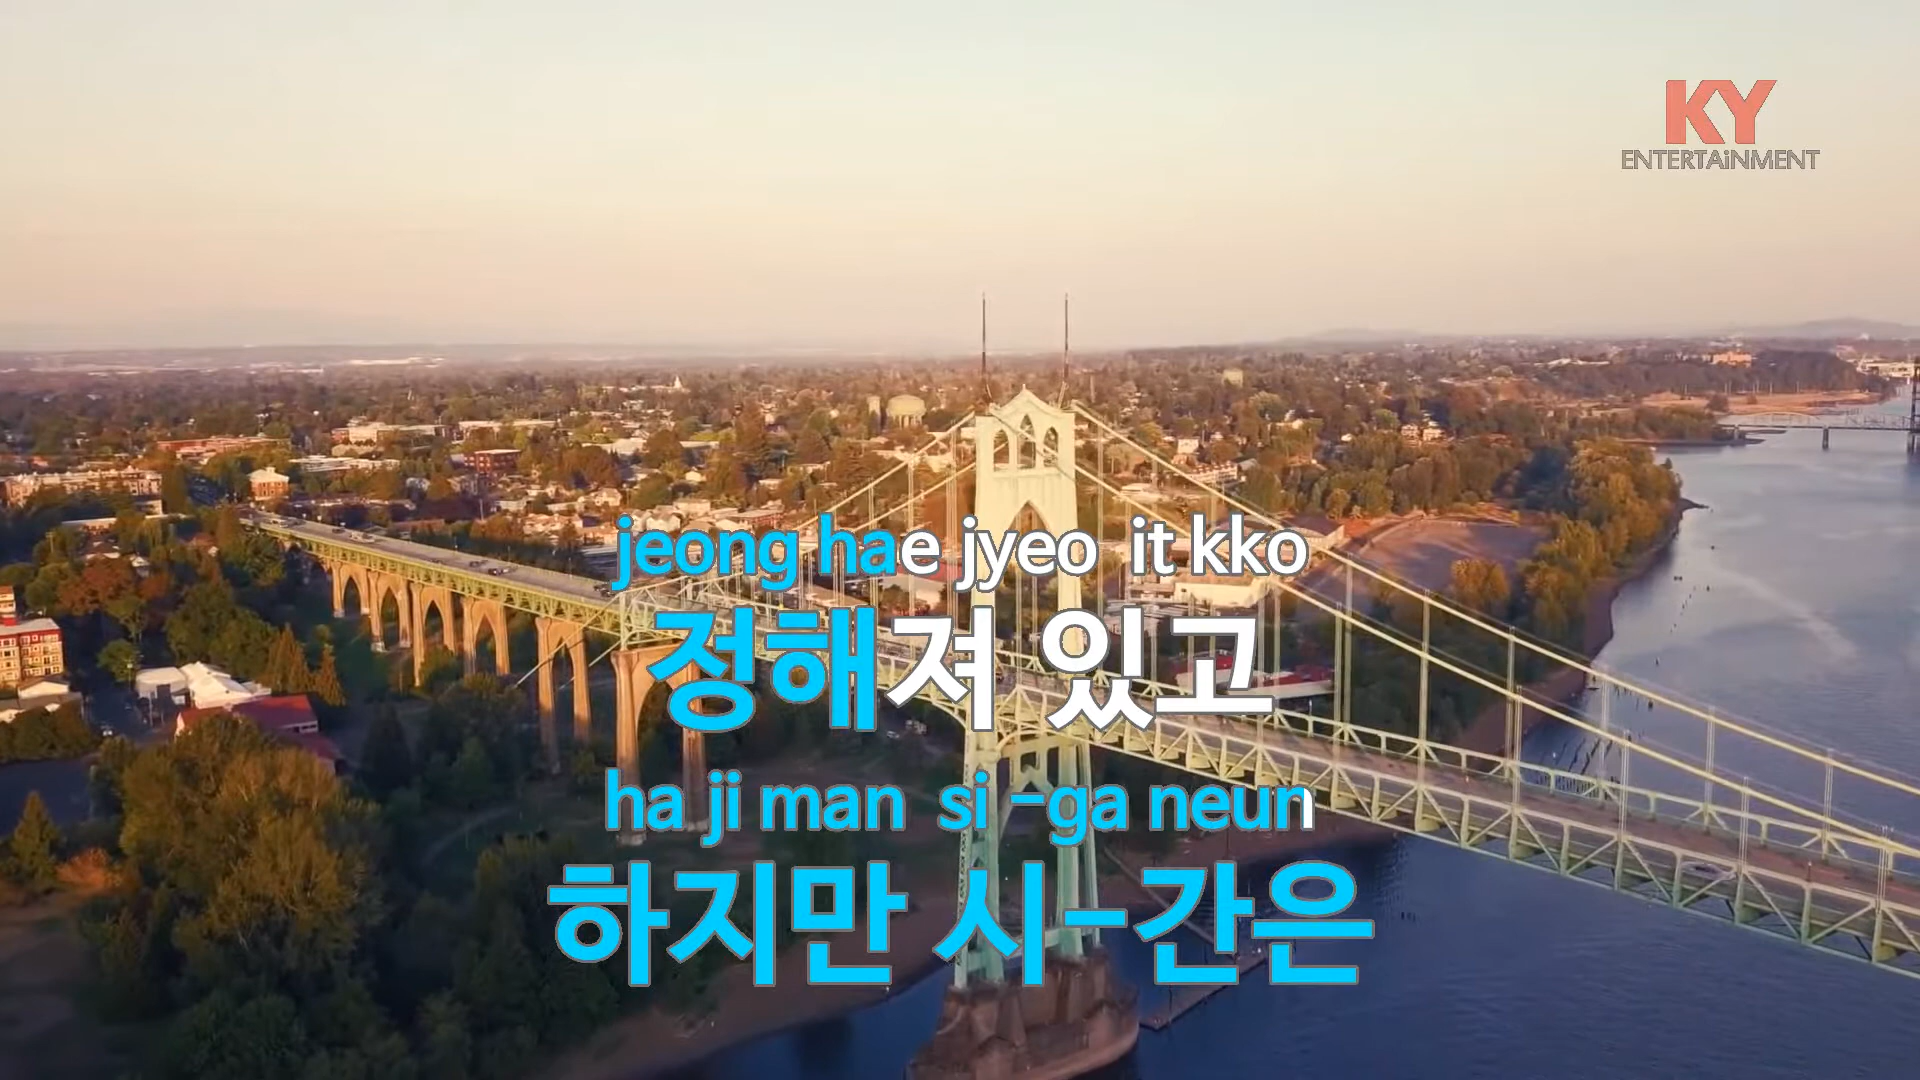 KY
ENTERTAiNMENT
jeong hae jyeo it kko
정해져 있고
ha ji man si -ga neun
하지만 시-간은